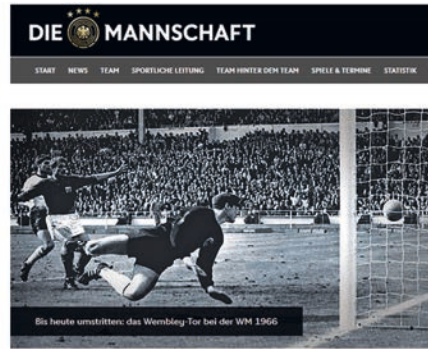 DIE MANNSCHAFT
START NEWS TEAM SPORTLICHE LEITUNG TEAM HINTER DEM TEAM SPIELE & TERMINE STATISTIK
Bis heute umstritten: das Wembley-Tor bei der WM 1966